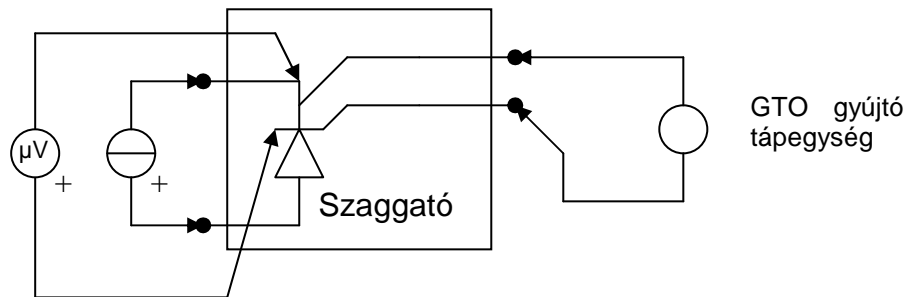 µV
+
+
Szaggató
GTO gyújtó
tápegység